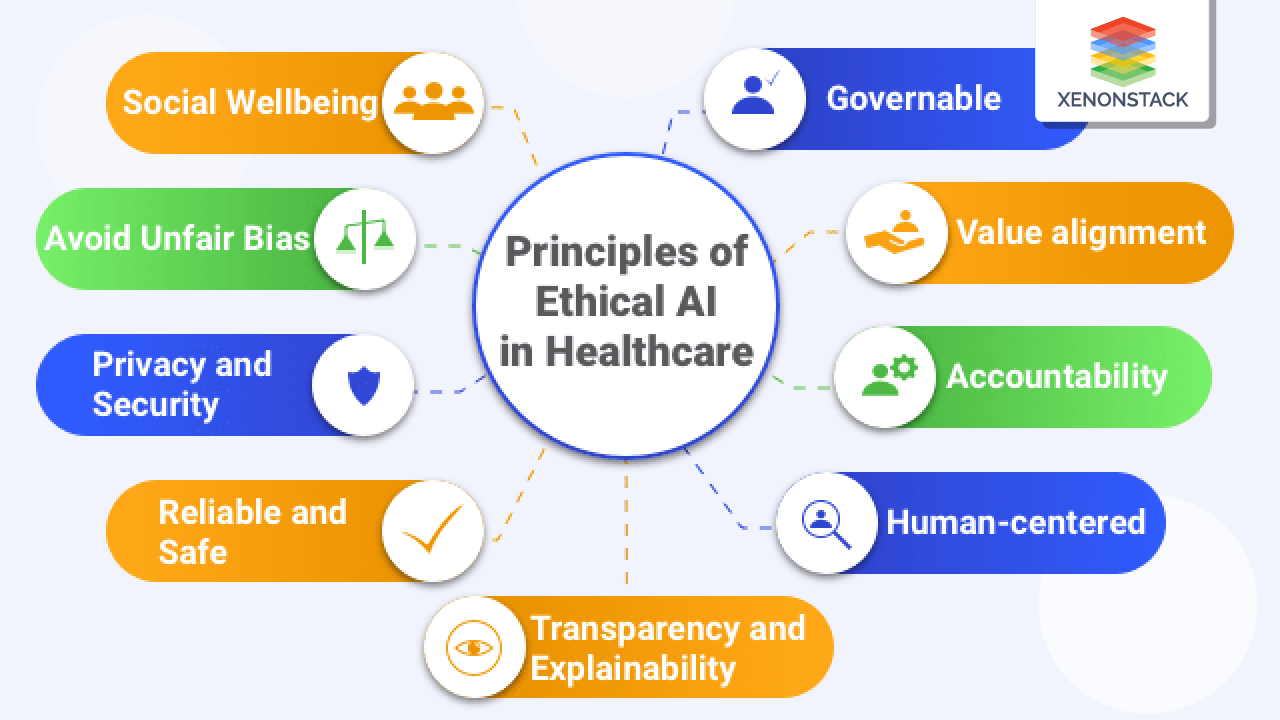 Social Wellbeing
Governable
XENONSTACK
Avoid Unfair Bias
Value alignment
Principles of
Ethical AI
in Healthcare
Privacy and
Security
Accountability
Reliable and
Safe
Human-centered
Transparency and
Explainability